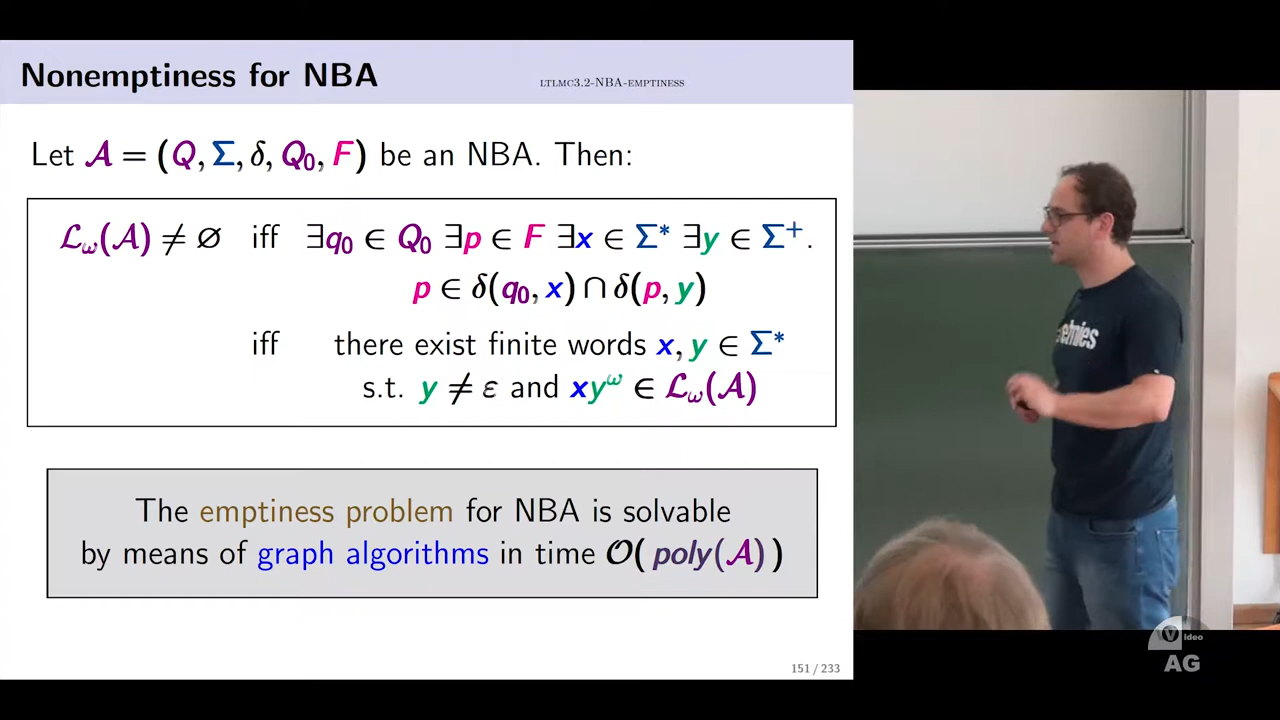 Nonemptiness for NBA
LTLMC3.2-NBA-EMPTINESS
Let 𝒜 = (Q, Σ, δ, Q₀, F) be an NBA. Then:
ℒω(𝒜) ≠ ∅ iff ∃q₀ ∈ Q₀ ∃p ∈ F ∃x ∈ Σ* ∃y ∈ Σ⁺.
p ∈ δ(q₀, x) ∩ δ(p, y)
iff there exist finite words x, y ∈ Σ*
s.t. y ≠ ε and xy^ω ∈ ℒω(𝒜)
The emptiness problem for NBA is solvable
by means of graph algorithms in time 𝒪( poly(𝒜) )
151 / 233
Video
AG